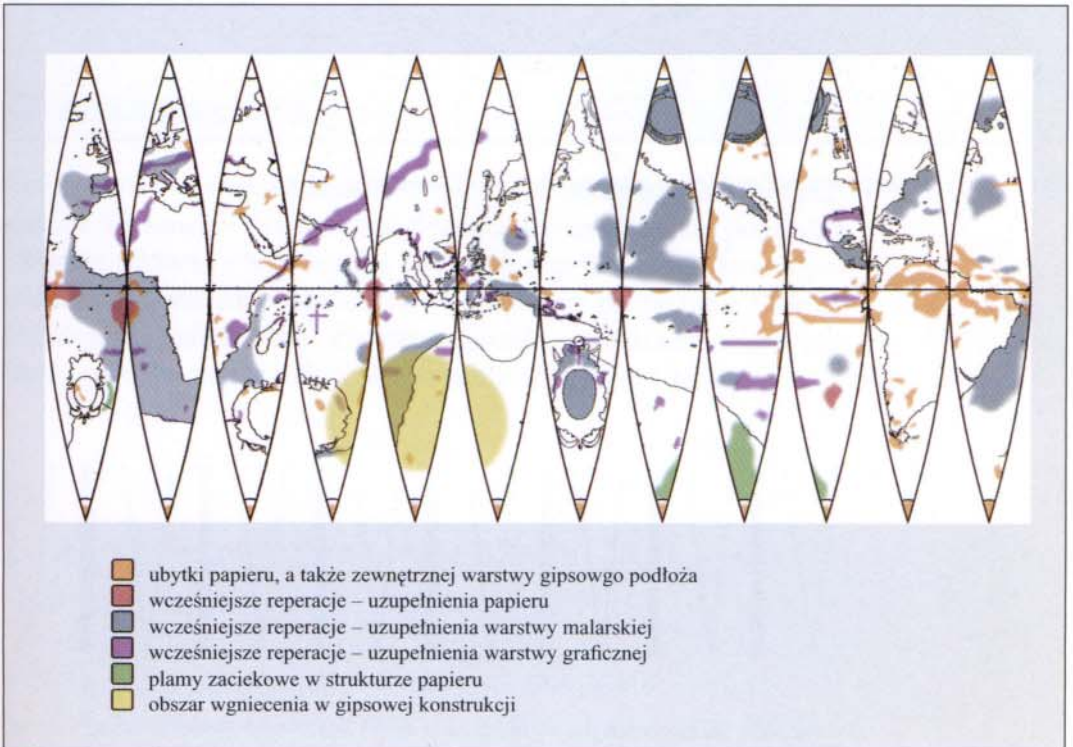 ubytki papieru, a także zewnętrznej warstwy gipsowgo podłoża
wcześniejsze reperacje – uzupełnienia papieru
wcześniejsze reperacje – uzupełnienia warstwy malarskiej
wcześniejsze reperacje – uzupełnienia warstwy graficznej
plamy zaciekowe w strukturze papieru
obszar wgniecenia w gipsowej konstrukcji